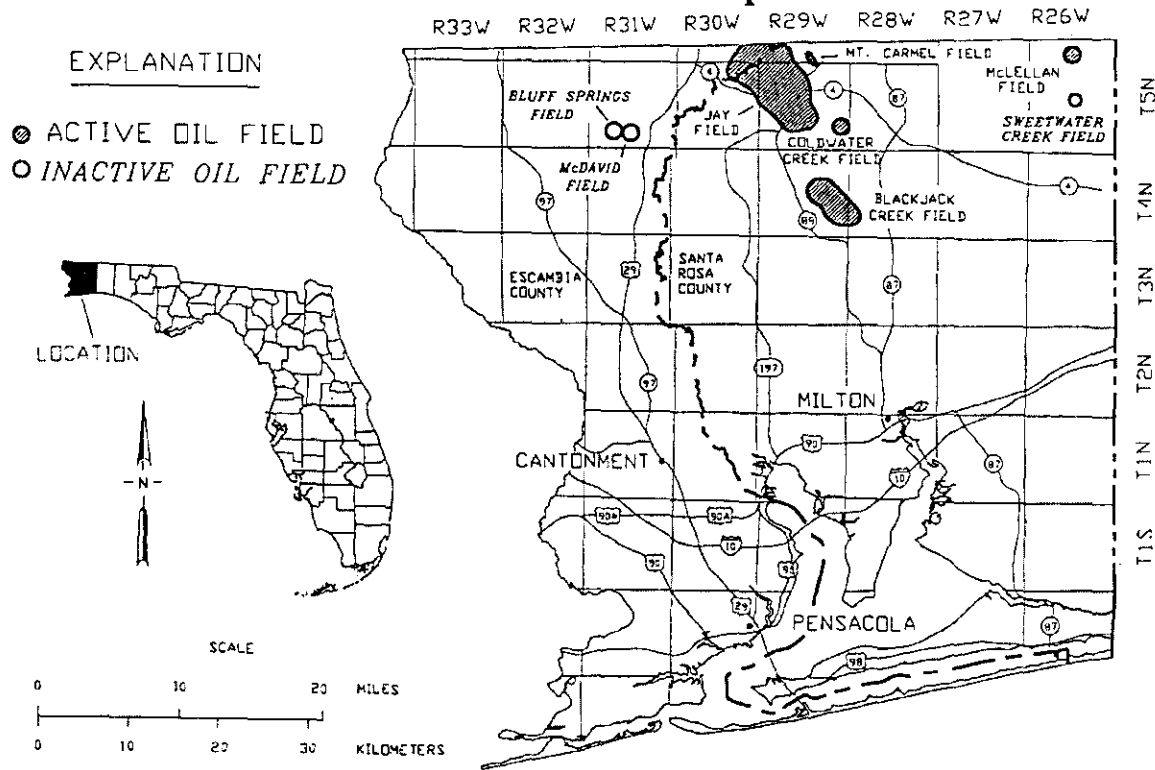 R33W R32W R31W R30W R29W R28W R27W R26W
EXPLANATION
ACTIVE OIL FIELD
INACTIVE OIL FIELD
MT. CARMEL FIELD
McLELLAN
FIELD
SWEETWATER
CREEK FIELD
BLUFF SPRINGS
FIELD
JAY
FIELD
COLDWATER
CREEK FIELD
McDAVID
FIELD
BLACKJACK
CREEK FIELD
4
4
87
4
97
29
89
87
T5N
T4N
T3N
T2N
T1N
T1S
ESCAMBIA
COUNTY
SANTA
ROSA
COUNTY
LOCATION
-N-
197
97
MILTON
CANTONMENT
90
10
87
90A
90A
10
90
29
PENSACOLA
87
98
SCALE
0 10 20 MILES
0 10 20 30 KILOMETERS